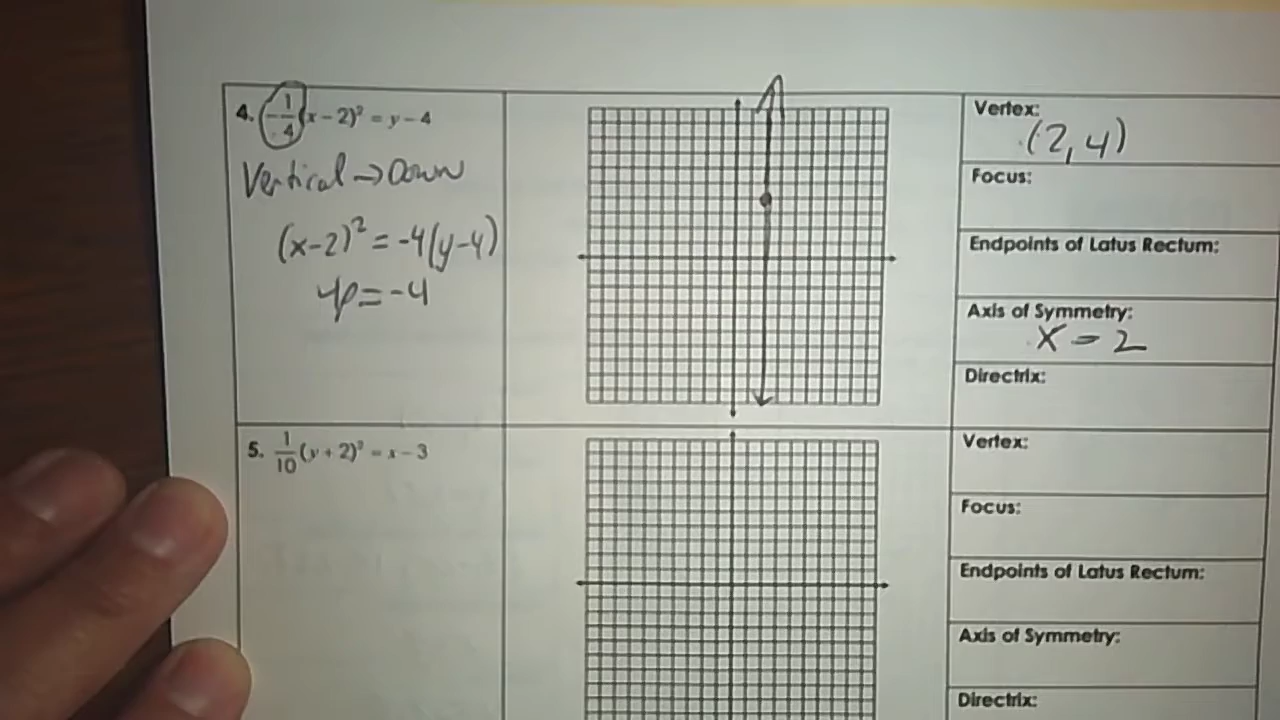 4. (-1/4)(x - 2)² = y - 4
Vertical → Down
(x-2)² = -4(y-4)
4p = -4
Vertex:
(2,4)
Focus:
Endpoints of Latus Rectum:
Axis of Symmetry:
x = 2
Directrix:
5. 1/10 (y + 2)² = x - 3
Vertex:
Focus:
Endpoints of Latus Rectum:
Axis of Symmetry:
Directrix: